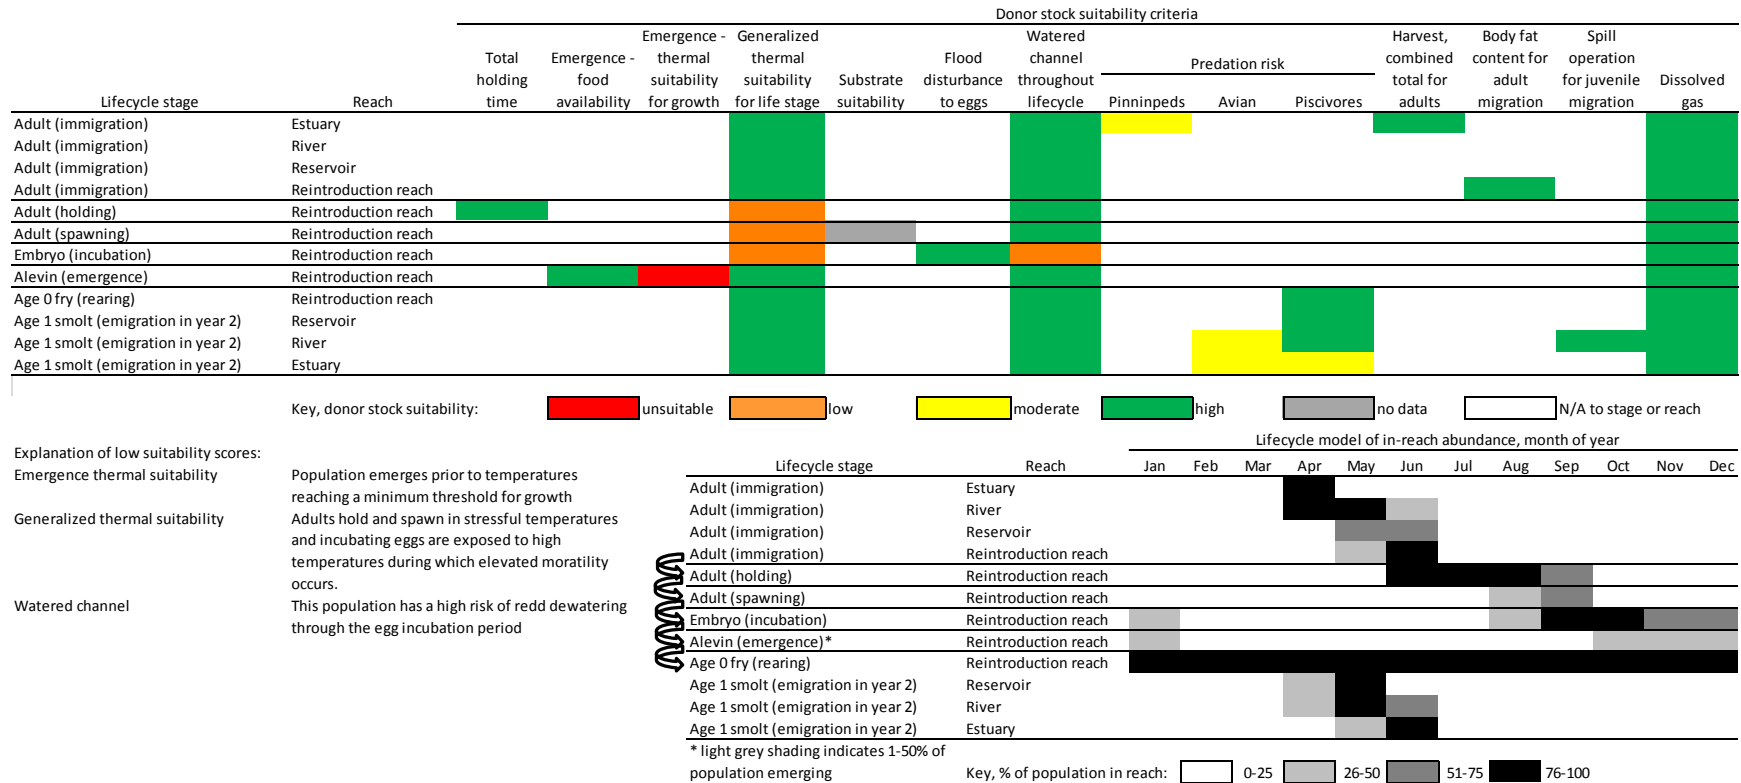 Donor stock suitability criteria
Lifecycle stage Reach Total holding time Emergence - food availability Emergence - thermal suitability for growth Generalized thermal suitability for life stage Substrate suitability Flood disturbance to eggs Watered channel throughout lifecycle Predation risk Pinninpeds Avian Piscivores Harvest, combined total for adults Body fat content for adult migration Spill operation for juvenile migration Dissolved gas
Adult (immigration) Estuary
Adult (immigration) River
Adult (immigration) Reservoir
Adult (immigration) Reintroduction reach
Adult (holding) Reintroduction reach
Adult (spawning) Reintroduction reach
Embryo (incubation) Reintroduction reach
Alevin (emergence) Reintroduction reach
Age 0 fry (rearing) Reintroduction reach
Age 1 smolt (emigration in year 2) Reservoir
Age 1 smolt (emigration in year 2) River
Age 1 smolt (emigration in year 2) Estuary
Key, donor stock suitability: unsuitable low moderate high no data N/A to stage or reach
Explanation of low suitability scores:
Emergence thermal suitability Population emerges prior to temperatures
reaching a minimum threshold for growth
Generalized thermal suitability Adults hold and spawn in stressful temperatures
and incubating eggs are exposed to high
temperatures during which elevated moratility
occurs.
Watered channel This population has a high risk of redd dewatering
through the egg incubation period
Lifecycle model of in-reach abundance, month of year
Lifecycle stage Reach Jan Feb Mar Apr May Jun Jul Aug Sep Oct Nov Dec
Adult (immigration) Estuary
Adult (immigration) River
Adult (immigration) Reservoir
Adult (immigration) Reintroduction reach
Adult (holding) Reintroduction reach
Adult (spawning) Reintroduction reach
Embryo (incubation) Reintroduction reach
Alevin (emergence)* Reintroduction reach
Age 0 fry (rearing) Reintroduction reach
Age 1 smolt (emigration in year 2) Reservoir
Age 1 smolt (emigration in year 2) River
Age 1 smolt (emigration in year 2) Estuary
* light grey shading indicates 1-50% of
population emerging
Key, % of population in reach: 0-25 26-50 51-75 76-100